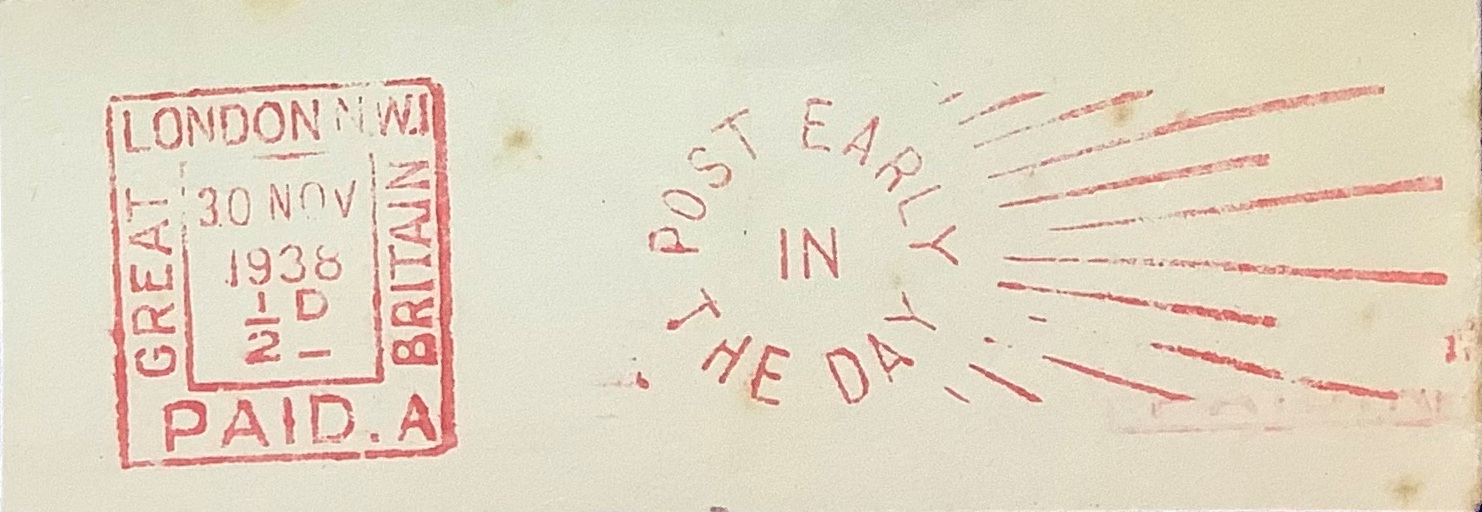 LONDON N.W.1
GREAT
30 NOV
1938
½D
BRITAIN
PAID. A
POST EARLY
IN
THE DAY